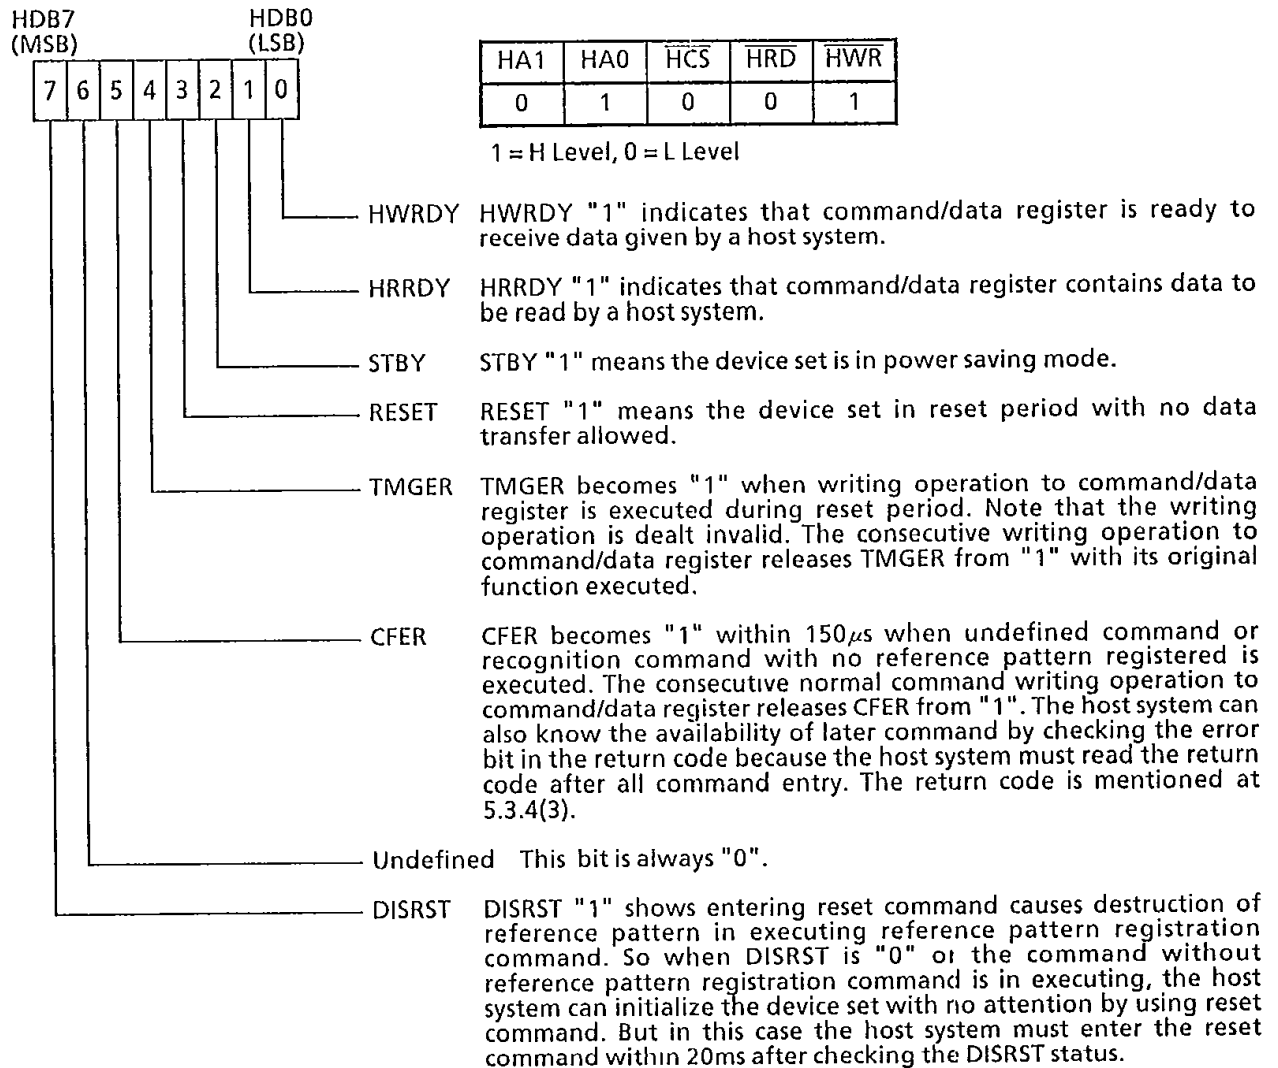 HDB7 HDB0
(MSB) (LSB)
7 6 5 4 3 2 1 0
HA1 HA0 HCS HRD HWR
0 1 0 0 1
1 = H Level, 0 = L Level
HWRDY HWRDY "1" indicates that command/data register is ready to
receive data given by a host system.
HRRDY HRRDY "1" indicates that command/data register contains data to
be read by a host system.
STBY STBY "1" means the device set is in power saving mode.
RESET RESET "1" means the device set in reset period with no data
transfer allowed.
TMGER TMGER becomes "1" when writing operation to command/data
register is executed during reset period. Note that the writing
operation is dealt invalid. The consecutive writing operation to
command/data register releases TMGER from "1" with its original
function executed.
CFER CFER becomes "1" within 150μs when undefined command or
recognition command with no reference pattern registered is
executed. The consecutive normal command writing operation to
command/data register releases CFER from "1". The host system can
also know the availability of later command by checking the error
bit in the return code because the host system must read the return
code after all command entry. The return code is mentioned at
5.3.4(3).
Undefined This bit is always "0".
DISRST DISRST "1" shows entering reset command causes destruction of
reference pattern in executing reference pattern registration
command. So when DISRST is "0" or the command without
reference pattern registration command is in executing, the host
system can initialize the device set with no attention by using reset
command. But in this case the host system must enter the reset
command within 20ms after checking the DISRST status.